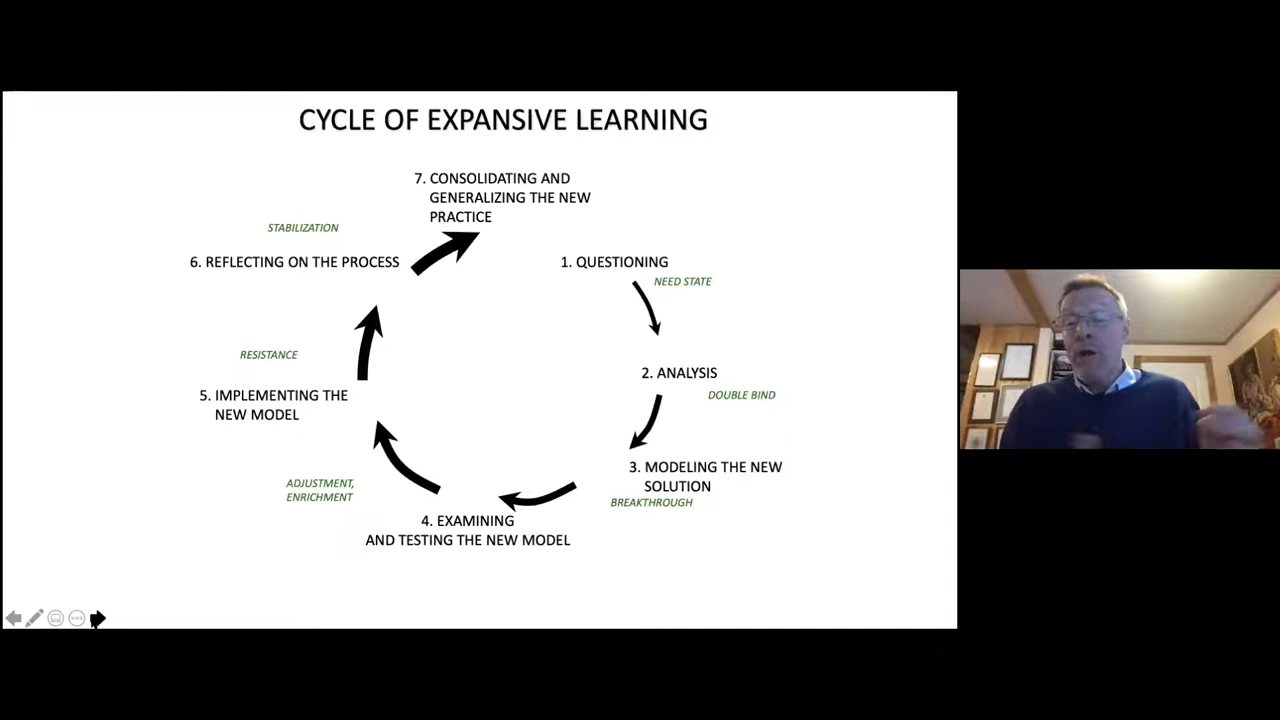 CYCLE OF EXPANSIVE LEARNING
7. CONSOLIDATING AND
GENERALIZING THE NEW
PRACTICE
STABILIZATION
6. REFLECTING ON THE PROCESS
1. QUESTIONING
NEED STATE
RESISTANCE
2. ANALYSIS
DOUBLE BIND
5. IMPLEMENTING THE
NEW MODEL
3. MODELING THE NEW
SOLUTION
BREAKTHROUGH
ADJUSTMENT,
ENRICHMENT
4. EXAMINING
AND TESTING THE NEW MODEL